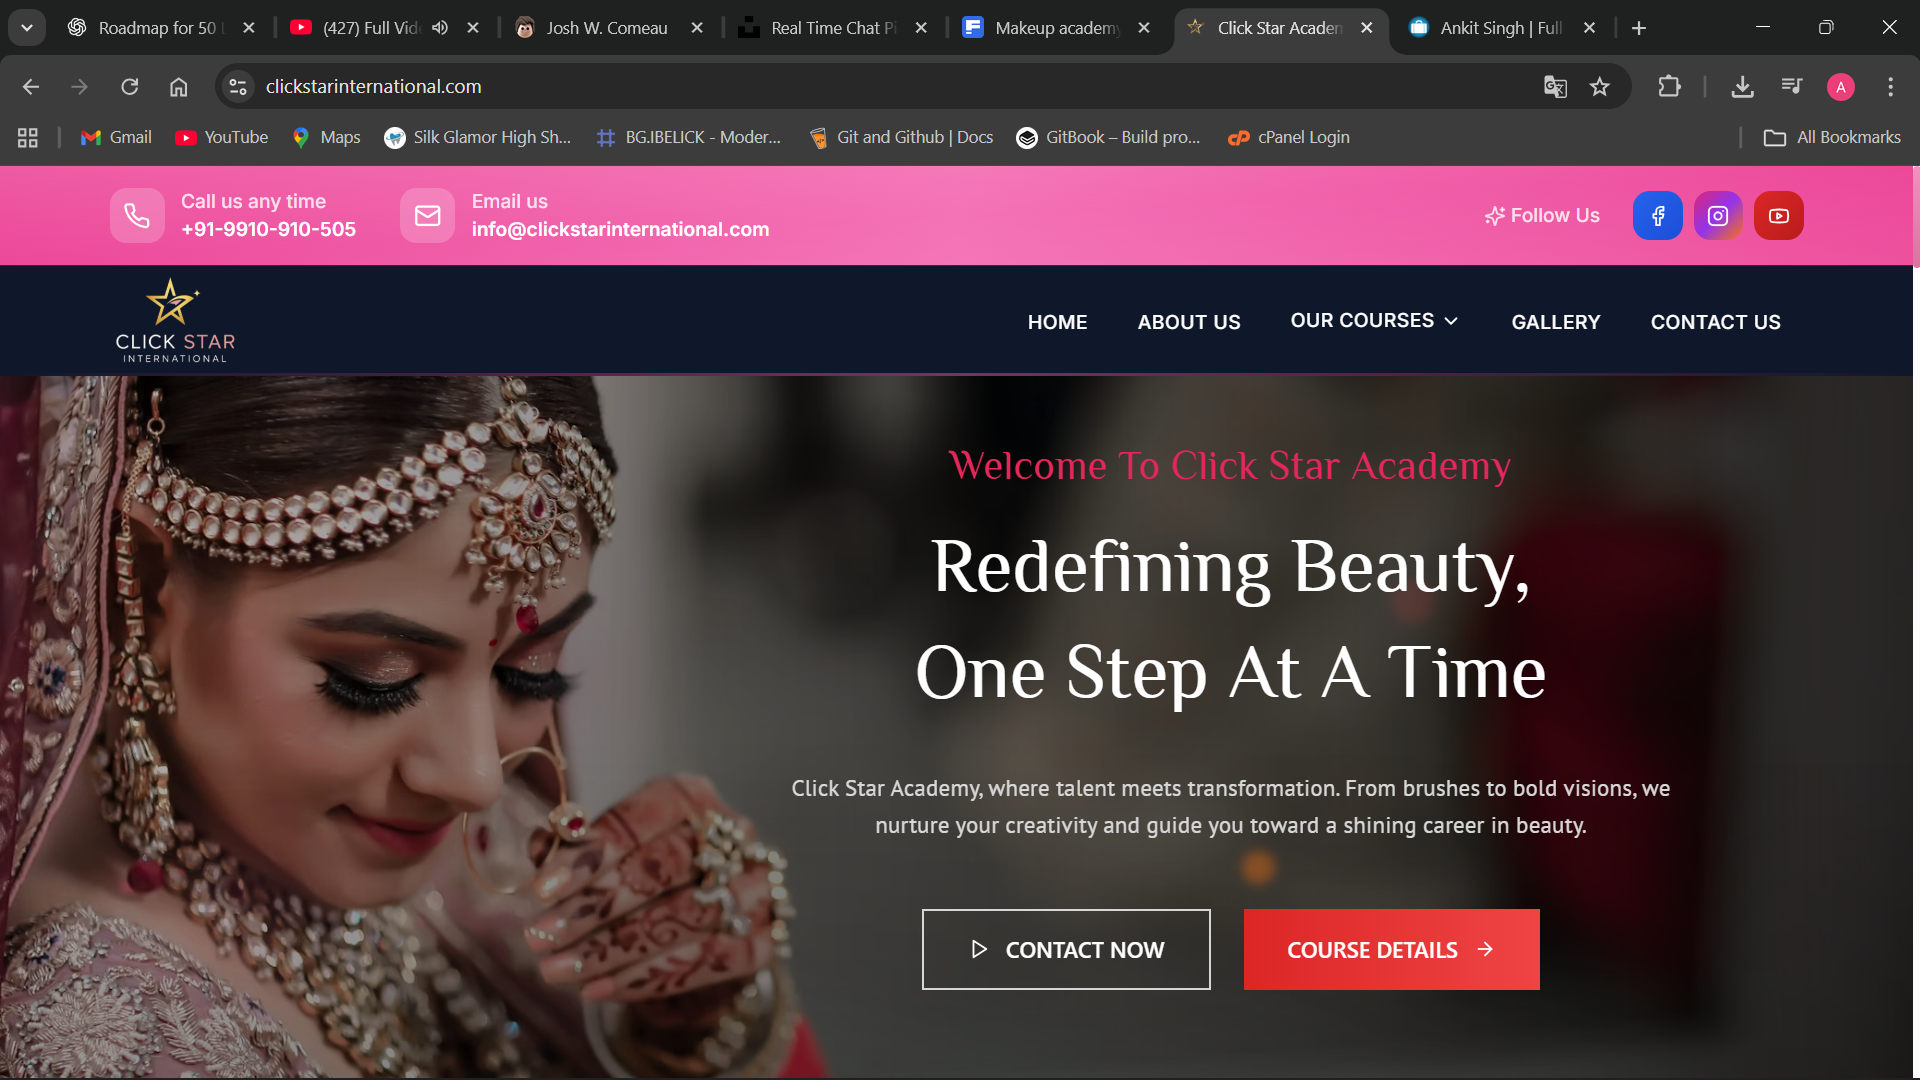 Roadmap for 50
(427) Full Vid
Josh W. Comeau
Real Time Chat Pi
Makeup academy
Click Star Academ
Ankit Singh | Full
clickstarinternational.com
A
Gmail
YouTube
Maps
Silk Glamor High Sh...
BG.IBELICK - Moder...
Git and Github | Docs
GitBook – Build pro...
cPanel Login
All Bookmarks
Call us any time
+91-9910-910-505
Email us
info@clickstarinternational.com
Follow Us
CLICK STAR
INTERNATIONAL
HOME
ABOUT US
OUR COURSES
GALLERY
CONTACT US
Welcome To Click Star Academy
Redefining Beauty,
One Step At A Time
Click Star Academy, where talent meets transformation. From brushes to bold visions, we
nurture your creativity and guide you toward a shining career in beauty.
CONTACT NOW
COURSE DETAILS